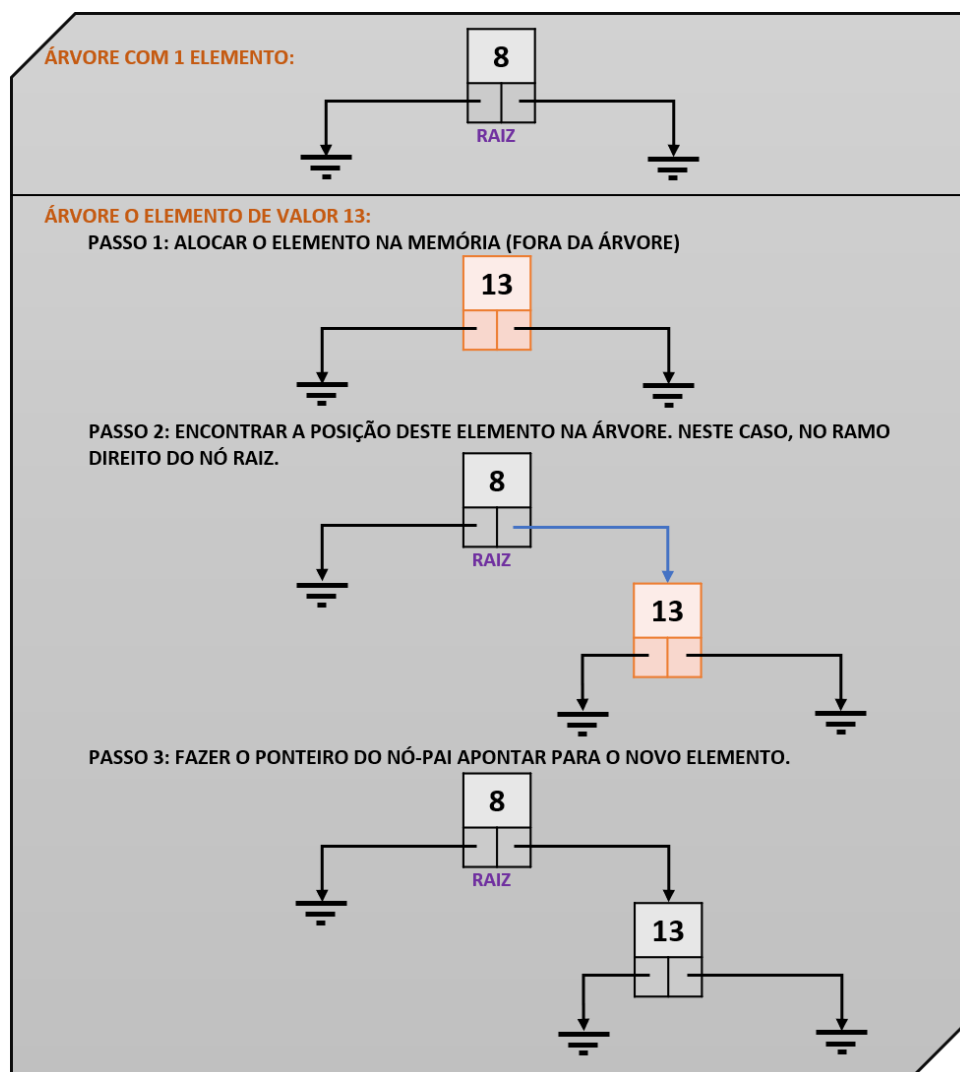 ÁRVORE COM 1 ELEMENTO:
8
RAIZ
ÁRVORE O ELEMENTO DE VALOR 13:
PASSO 1: ALOCAR O ELEMENTO NA MEMÓRIA (FORA DA ÁRVORE)
13
PASSO 2: ENCONTRAR A POSIÇÃO DESTE ELEMENTO NA ÁRVORE. NESTE CASO, NO RAMO
DIREITO DO NÓ RAIZ.
8
RAIZ
13
PASSO 3: FAZER O PONTEIRO DO NÓ-PAI APONTAR PARA O NOVO ELEMENTO.
8
RAIZ
13